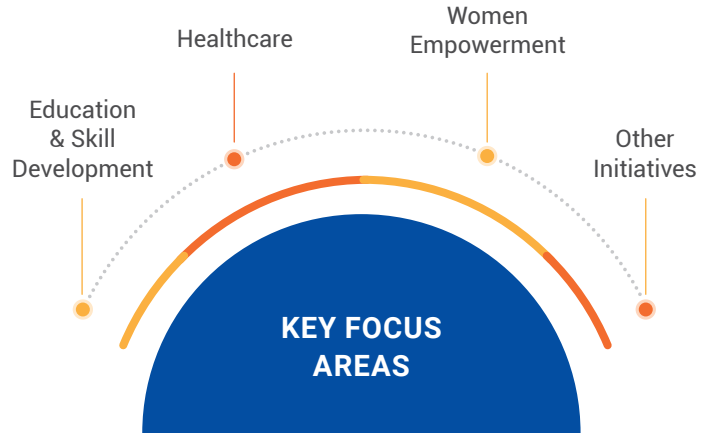 Education
& Skill
Development
Healthcare
Women
Empowerment
Other
Initiatives
KEY FOCUS
AREAS